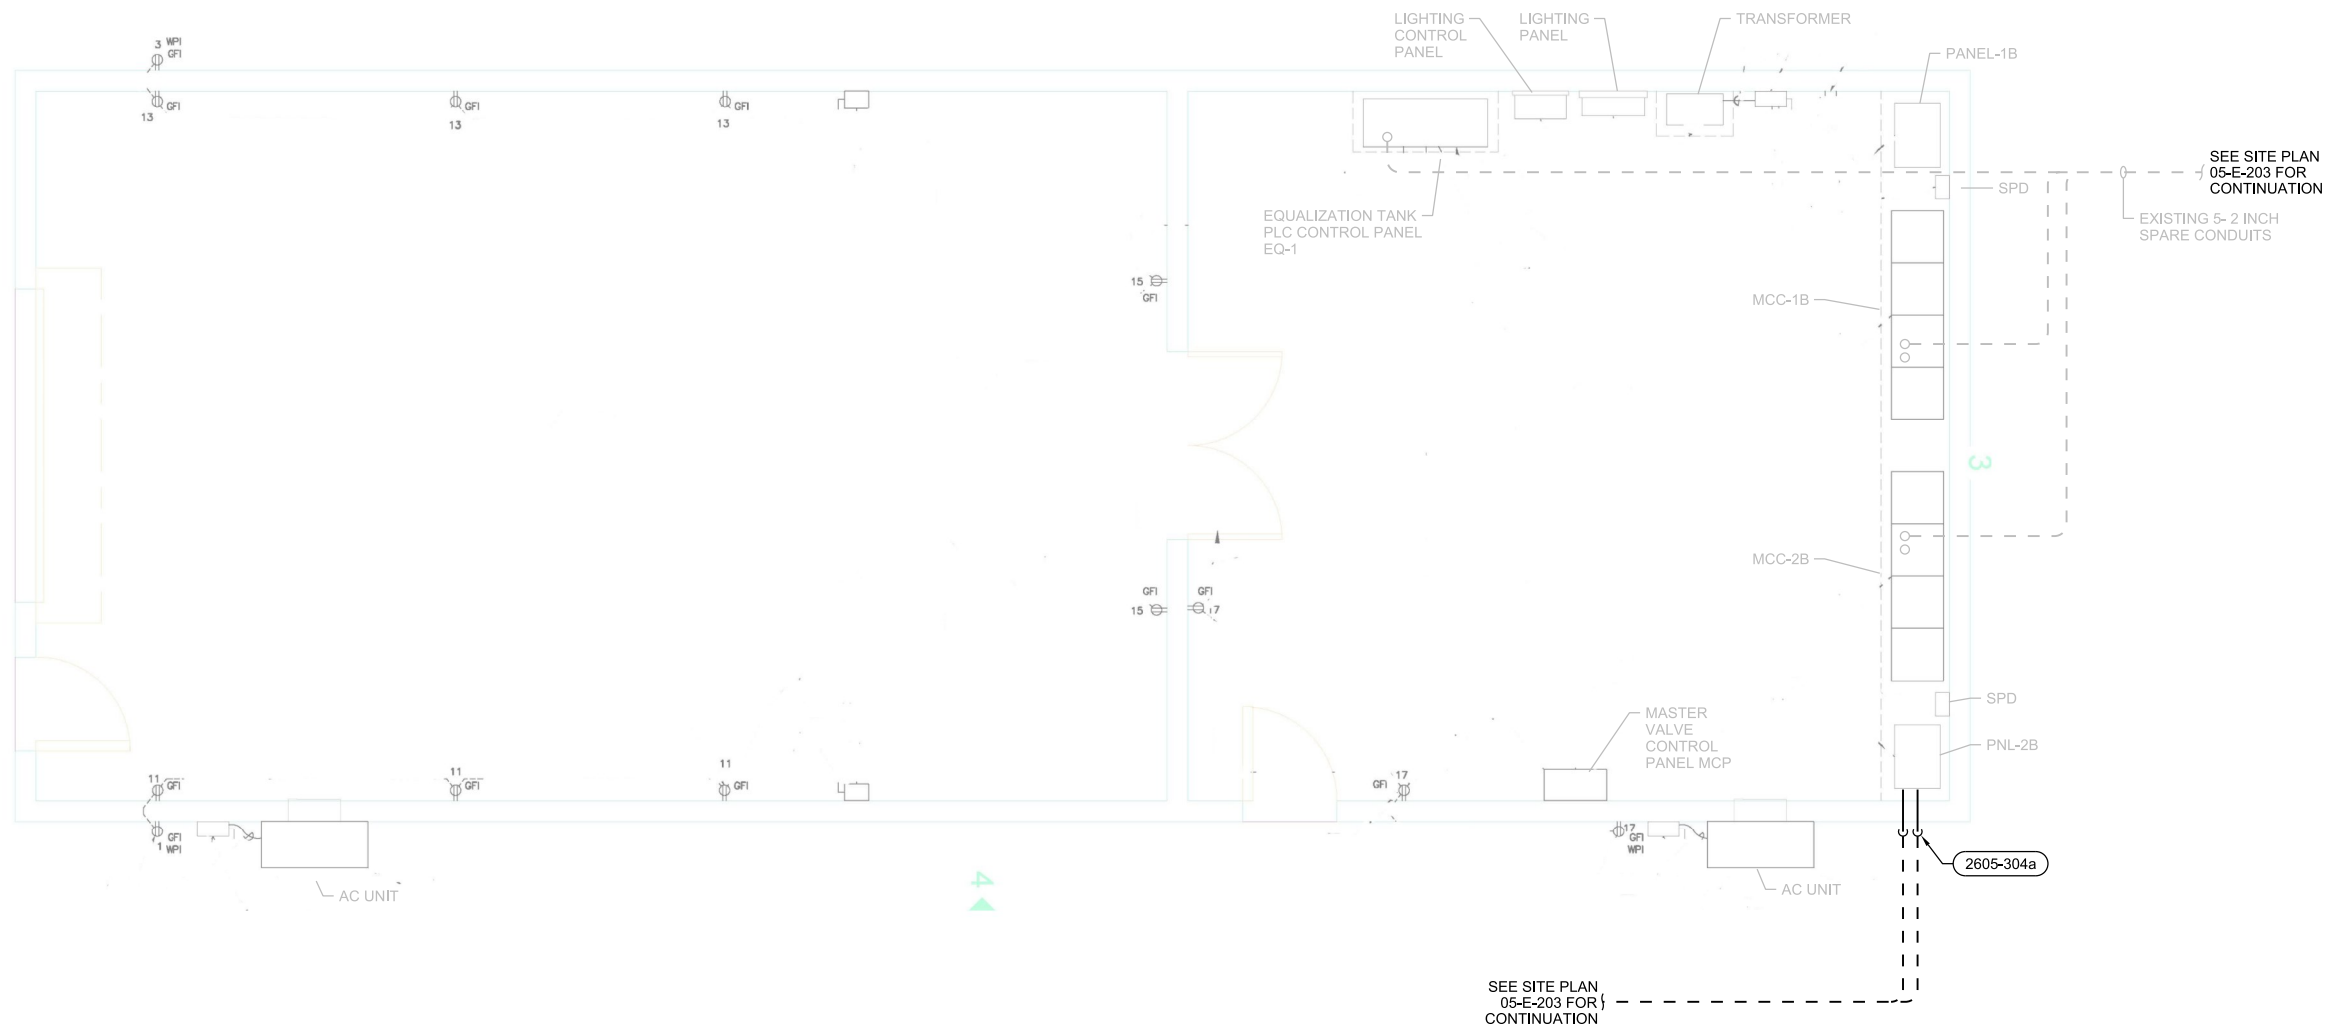 LIGHTING
CONTROL
PANEL
LIGHTING
PANEL
TRANSFORMER
PANEL-1B
3 WPI
GFI
GFI
13
GFI
13
GFI
13
SEE SITE PLAN
05-E-203 FOR
CONTINUATION
SPD
EQUALIZATION TANK
PLC CONTROL PANEL
EQ-1
EXISTING 5- 2 INCH
SPARE CONDUITS
15
GFI
MCC-1B
3
MCC-2B
GFI
15
GFI
17
SPD
MASTER
VALVE
CONTROL
PANEL MCP
PNL-2B
11
GFI
11
GFI
11
GFI
17
GFI
1
GFI
WPI
17
GFI
WPI
2605-304a
AC UNIT
4
AC UNIT
SEE SITE PLAN
05-E-203 FOR
CONTINUATION